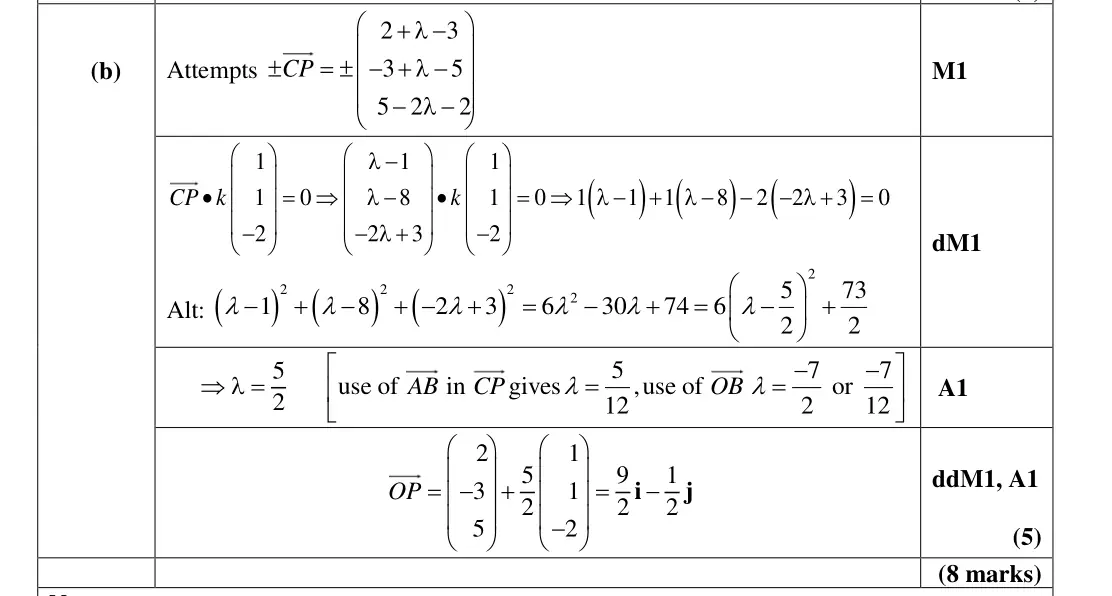 (b) Attempts ±CP⃗ = ± (2 + λ − 3, −3 + λ − 5, 5 − 2λ − 2) M1
CP⃗ • k (1, 1, −2) = 0 ⇒ (λ − 1, λ − 8, −2λ + 3) • k (1, 1, −2) = 0 ⇒ 1(λ − 1) + 1(λ − 8) − 2(−2λ + 3) = 0
dM1
Alt: (λ − 1)² + (λ − 8)² + (−2λ + 3)² = 6λ² − 30λ + 74 = 6(λ − 5/2)² + 73/2
⇒ λ = 5/2 [use of AB⃗ in CP⃗ gives λ = 5/12, use of OB⃗ λ = −7/2 or −7/12] A1
OP⃗ = (2, −3, 5) + 5/2 (1, 1, −2) = 9/2 i − 1/2 j ddM1, A1
(5)
(8 marks)